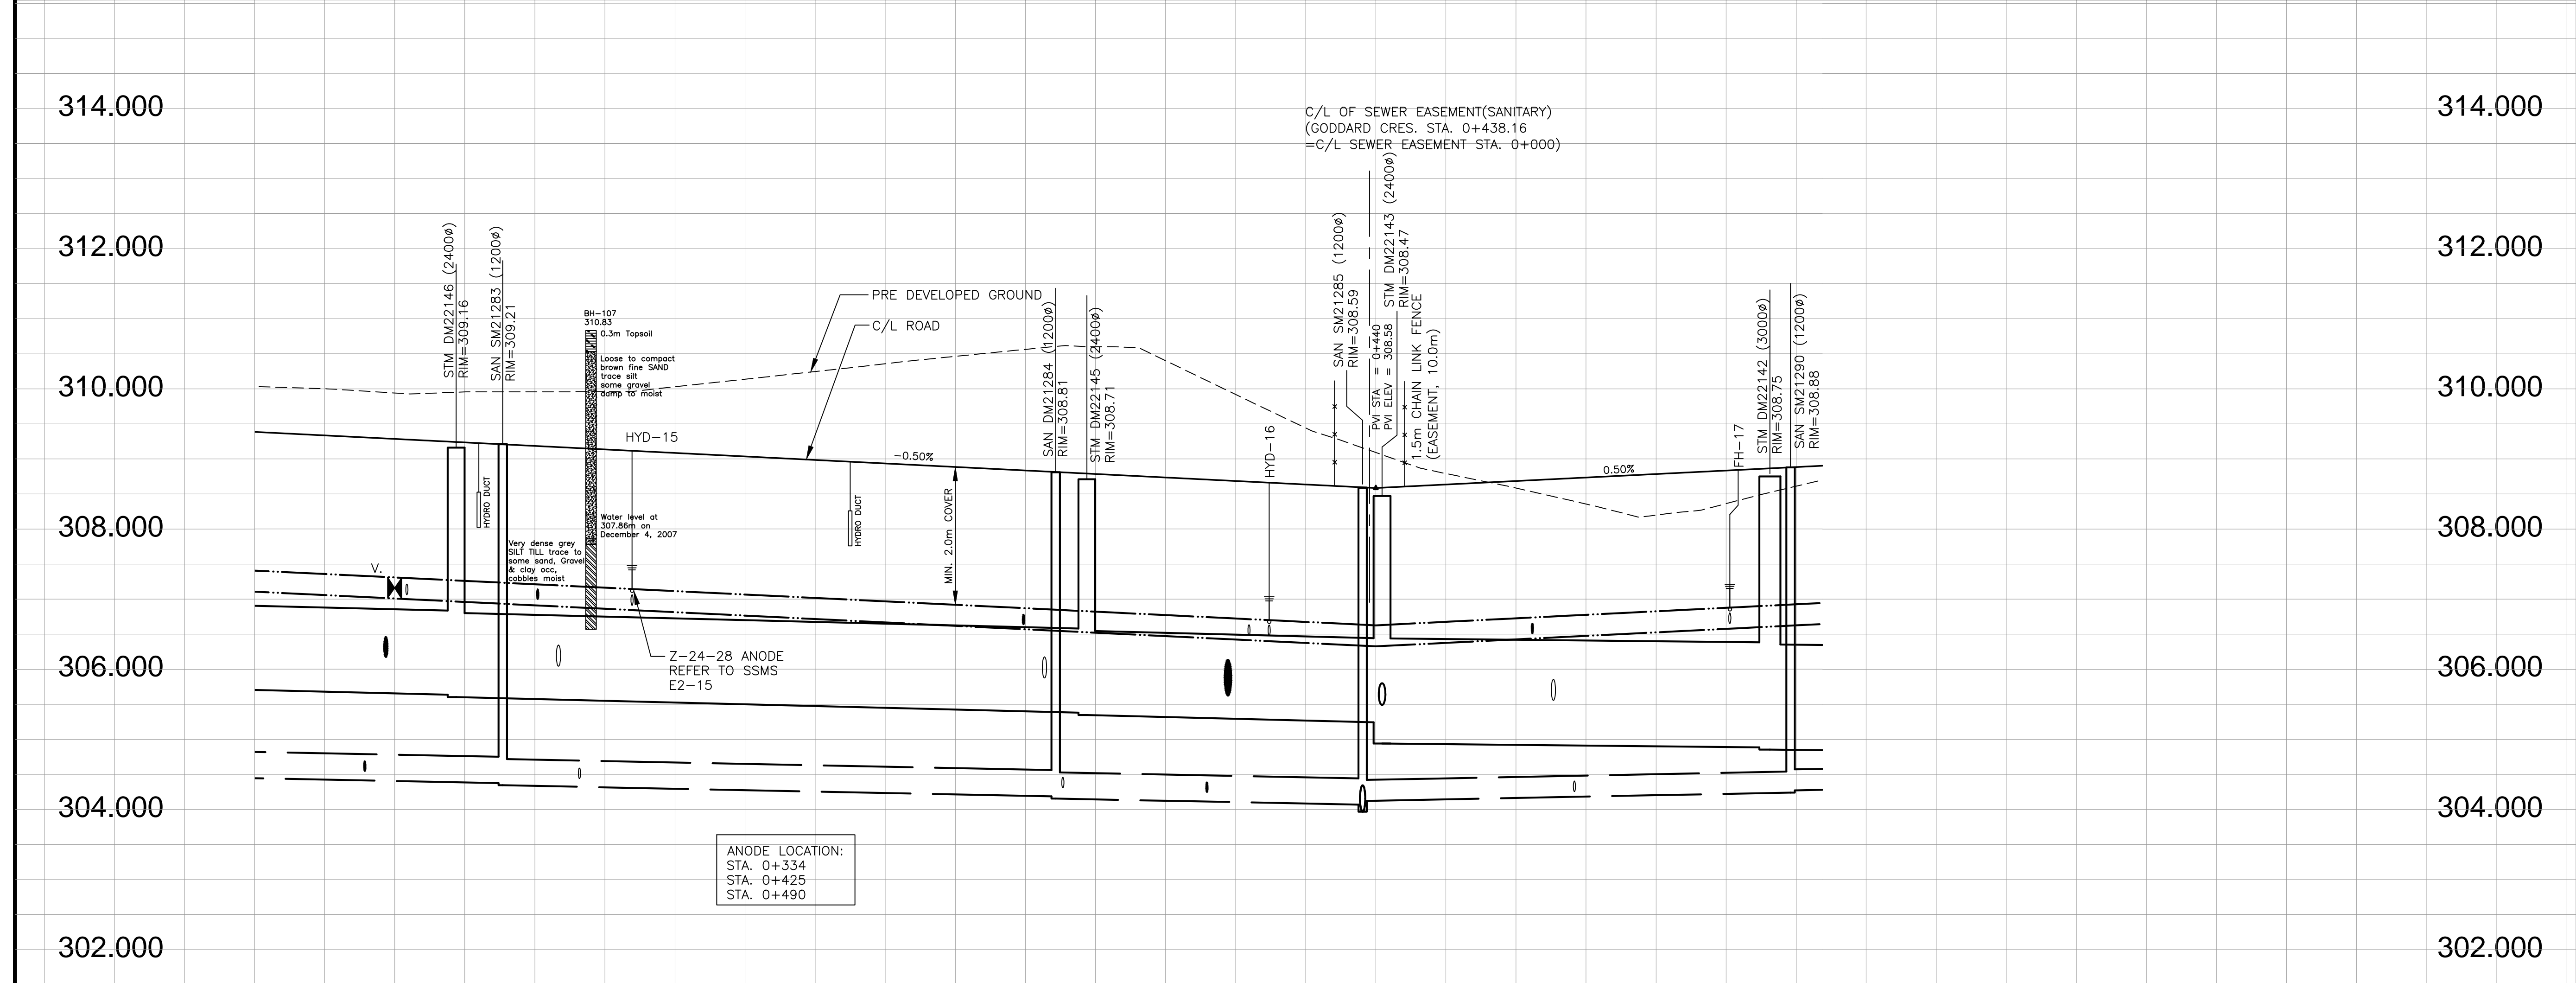 314.000
314.000
C/L OF SEWER EASEMENT(SANITARY)
(GODDARD CRES. STA. 0+438.16
=C/L SEWER EASEMENT STA. 0+000)
312.000
312.000
STM DM22146 (2400ø)
RIM=309.16
SAN SM21283 (1200ø)
RIM=309.21
BH-107
310.83
0.3m Topsoil
Loose to compact
brown fine SAND
trace silt
some gravel
damp to moist
Water level at
307.86m on
December 4, 2007
Very dense grey
SILT TILL trace to
some sand, Gravel
& clay occ,
cobbles moist
HYDRO DUCT
PRE DEVELOPED GROUND
C/L ROAD
HYD-15
HYDRO DUCT
-0.50%
MIN. 2.0m COVER
SAN DM21284 (1200ø)
RIM=308.81
STM DM22145 (2400ø)
RIM=308.71
HYD-16
SAN SM21285 (1200ø)
RIM=308.59
PVI STA = 0+440
PVI ELEV = 308.58
STM DM22143 (2400ø)
RIM=308.47
1.5m CHAIN LINK FENCE
(EASEMENT, 10.0m)
0.50%
FH-17
STM DM22142 (3000ø)
RIM=308.75
SAN SM21290 (1200ø)
RIM=308.88
310.000
310.000
308.000
308.000
V.
Z-24-28 ANODE
REFER TO SSMS
E2-15
306.000
306.000
304.000
304.000
ANODE LOCATION:
STA. 0+334
STA. 0+425
STA. 0+490
302.000
302.000